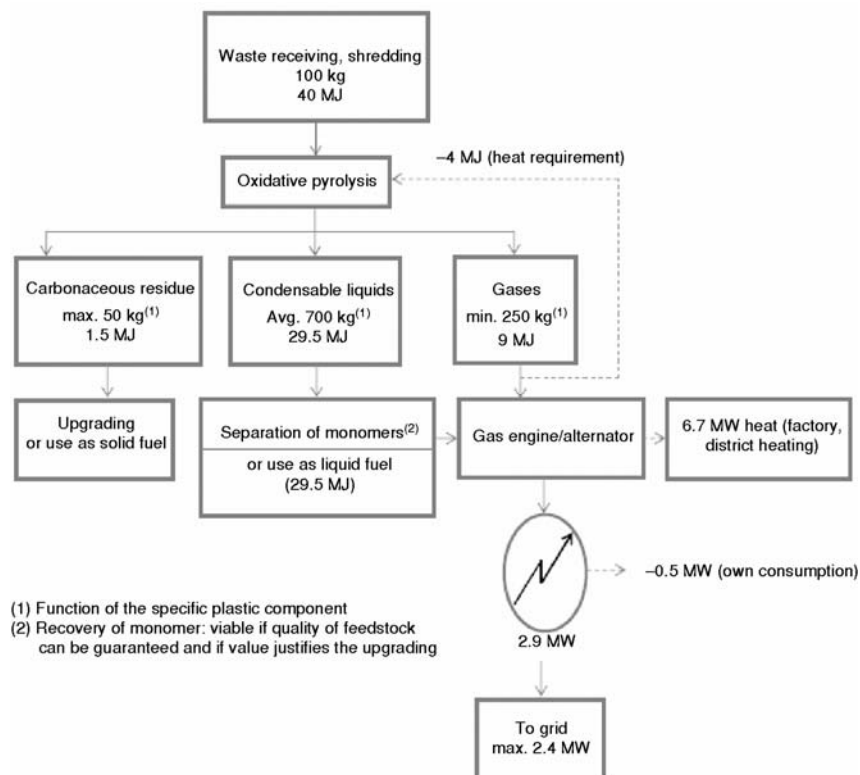 Waste receiving, shredding
100 kg
40 MJ
–4 MJ (heat requirement)
Oxidative pyrolysis
Carbonaceous residue
max. 50 kg(1)
1.5 MJ
Condensable liquids
Avg. 700 kg(1)
29.5 MJ
Gases
min. 250 kg(1)
9 MJ
Upgrading
or use as solid fuel
Separation of monomers(2)
or use as liquid fuel
(29.5 MJ)
Gas engine/alternator
6.7 MW heat (factory,
district heating)
–0.5 MW (own consumption)
2.9 MW
(1) Function of the specific plastic component
(2) Recovery of monomer: viable if quality of feedstock
can be guaranteed and if value justifies the upgrading
To grid
max. 2.4 MW